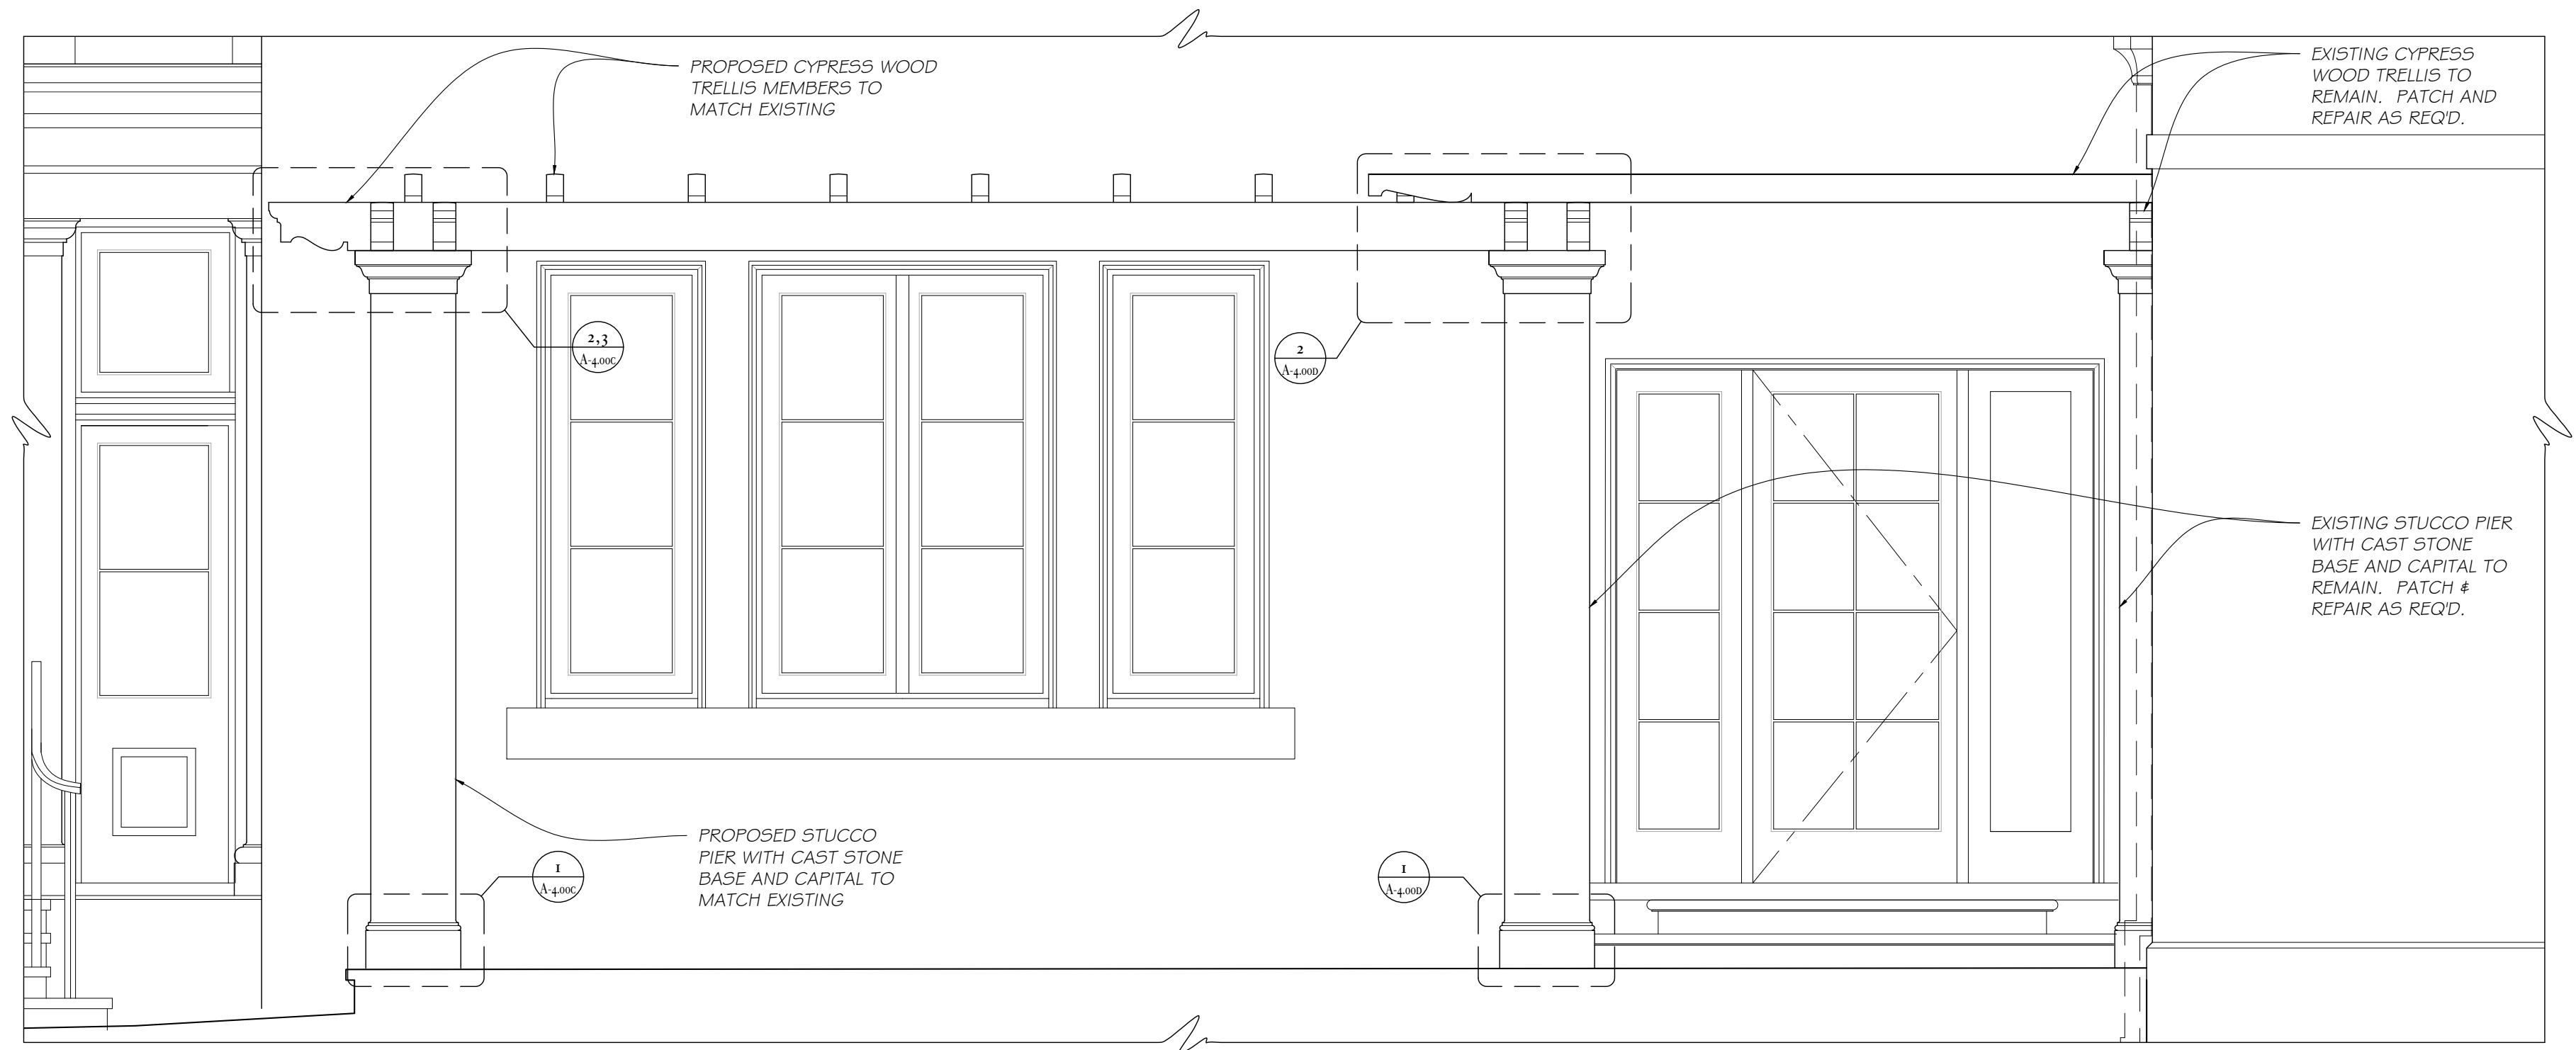 PROPOSED CYPRESS WOOD
TRELLIS MEMBERS TO
MATCH EXISTING
EXISTING CYPRESS
WOOD TRELLIS TO
REMAIN. PATCH AND
REPAIR AS REQ'D.
2,3
A-4.00C
2
A-4.00D
EXISTING STUCCO PIER
WITH CAST STONE
BASE AND CAPITAL TO
REMAIN. PATCH &
REPAIR AS REQ'D.
PROPOSED STUCCO
PIER WITH CAST STONE
BASE AND CAPITAL TO
MATCH EXISTING
1
A-4.00C
1
A-4.00D